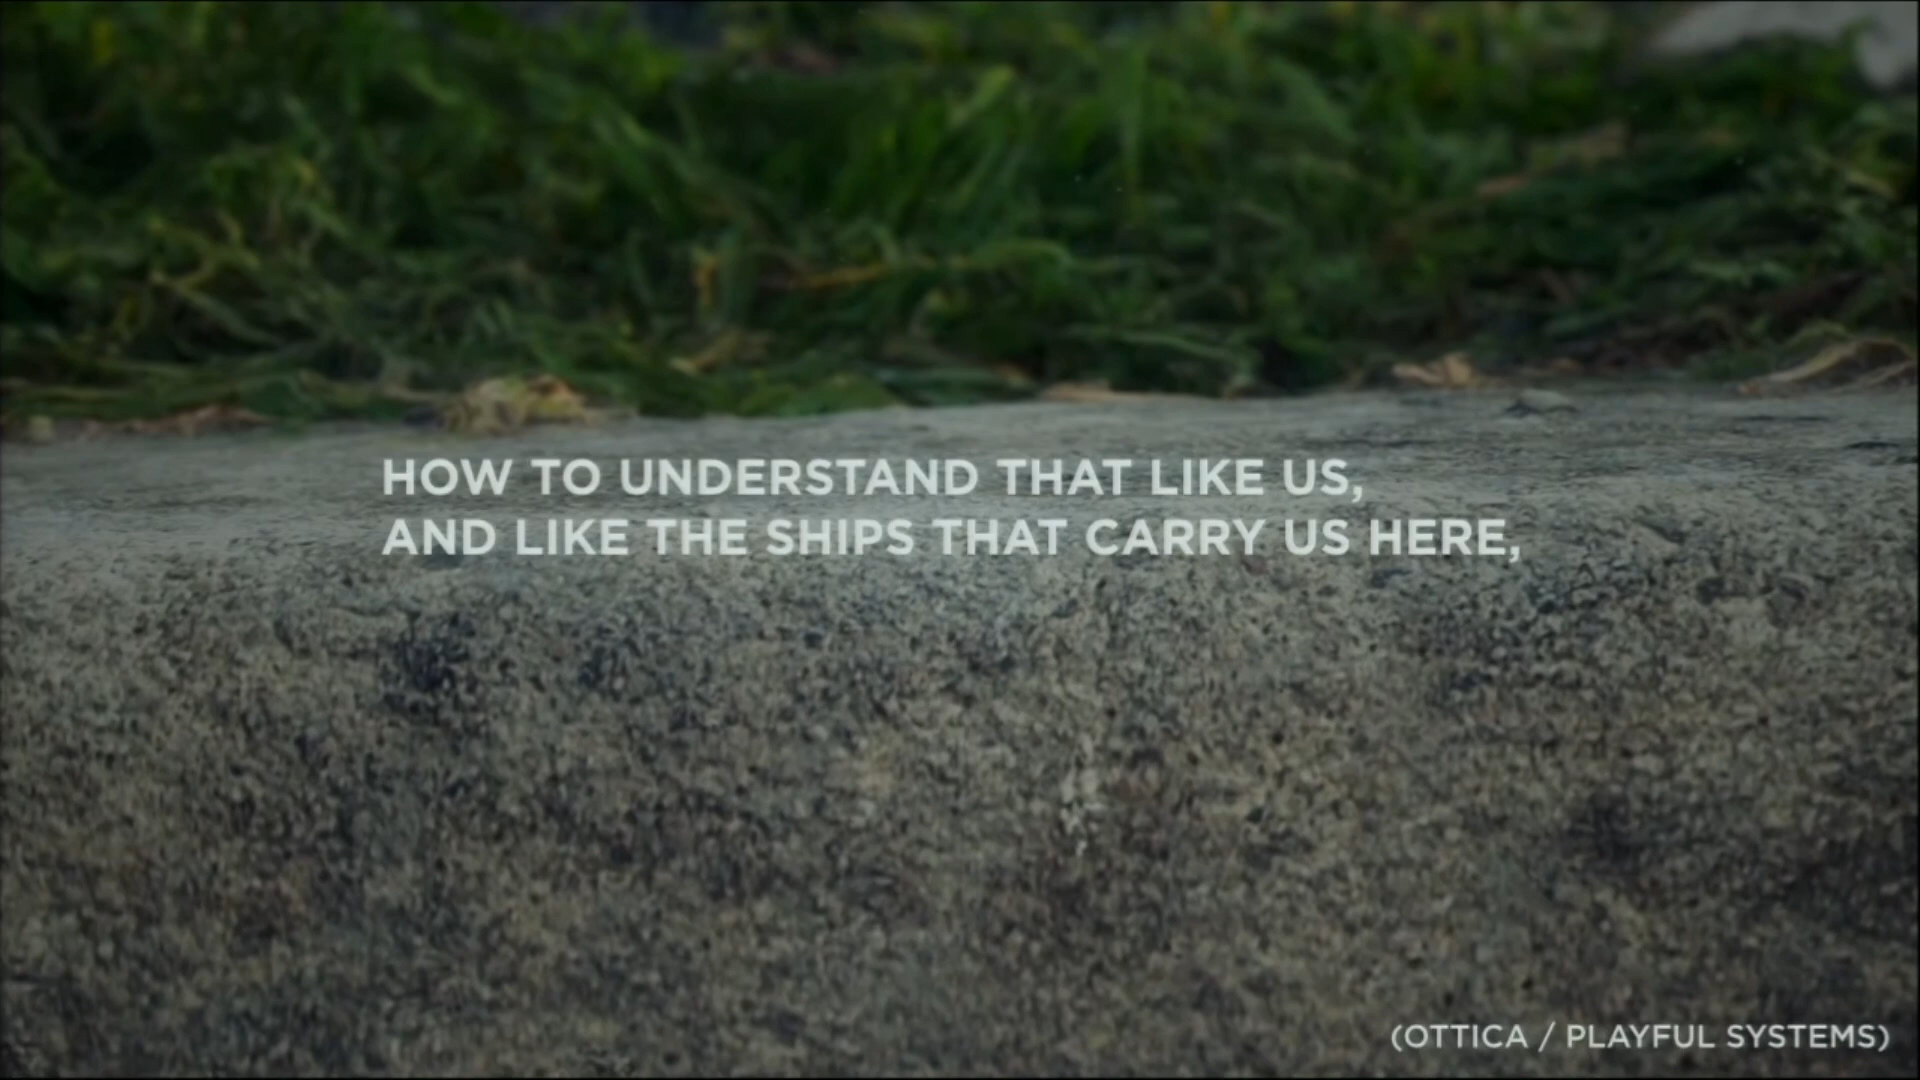 HOW TO UNDERSTAND THAT LIKE US,
AND LIKE THE SHIPS THAT CARRY US HERE,
(OTTICA / PLAYFUL SYSTEMS)